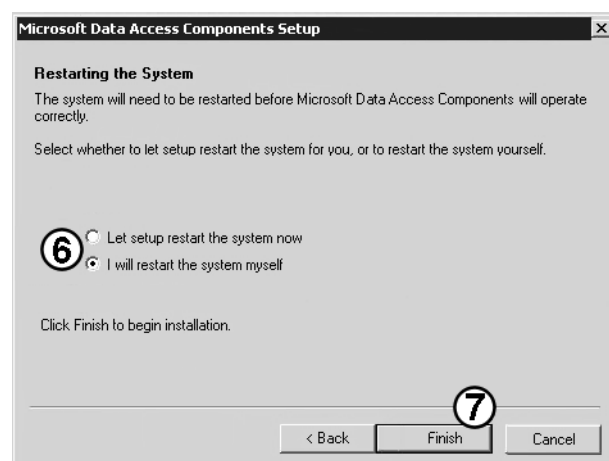 Microsoft Data Access Components Setup
X
Restarting the System
The system will need to be restarted before Microsoft Data Access Components will operate
correctly.
Select whether to let setup restart the system for you, or to restart the system yourself.
6
Let setup restart the system now
I will restart the system myself
Click Finish to begin installation.
7
< Back
Finish
Cancel